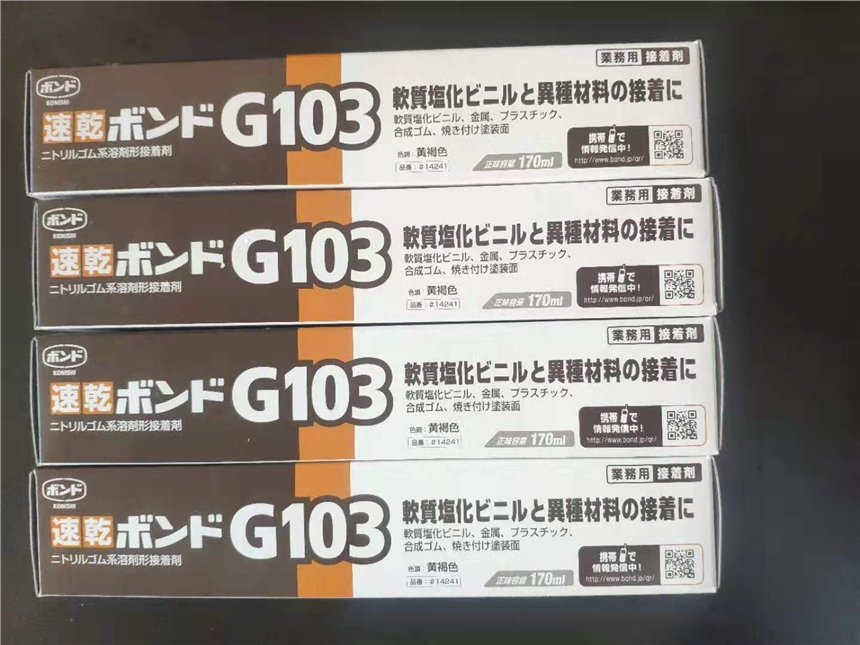 業務用 接着剤
ボンド
KONISHI
速乾ボンドG103
ニトリルゴム系溶剤形接着剤
軟質塩化ビニルと異種材料の接着に
軟質塩化ビニル、金属、プラスチック、
合成ゴム、焼き付け塗装面
色調:黄褐色
品番:#14241
正味容量 170ml
携帯で
情報発信中!
http://www.bond.jp/qr/
業務用 接着剤
ボンド
KONISHI
速乾ボンドG103
ニトリルゴム系溶剤形接着剤
軟質塩化ビニルと異種材料の接着に
軟質塩化ビニル、金属、プラスチック、
合成ゴム、焼き付け塗装面
色調:黄褐色
品番:#14241
正味容量 170ml
携帯で
情報発信中!
http://www.bond.jp/qr/
業務用 接着剤
ボンド
KONISHI
速乾ボンドG103
ニトリルゴム系溶剤形接着剤
軟質塩化ビニルと異種材料の接着に
軟質塩化ビニル、金属、プラスチック、
合成ゴム、焼き付け塗装面
色調:黄褐色
品番:#14241
正味容量 170ml
携帯で
情報発信中!
http://www.bond.jp/qr/
業務用 接着剤
ボンド
KONISHI
速乾ボンドG103
ニトリルゴム系溶剤形接着剤
軟質塩化ビニルと異種材料の接着に
軟質塩化ビニル、金属、プラスチック、
合成ゴム、焼き付け塗装面
色調:黄褐色
品番:#14241
正味容量 170ml
携帯で
情報発信中!
http://www.bond.jp/qr/